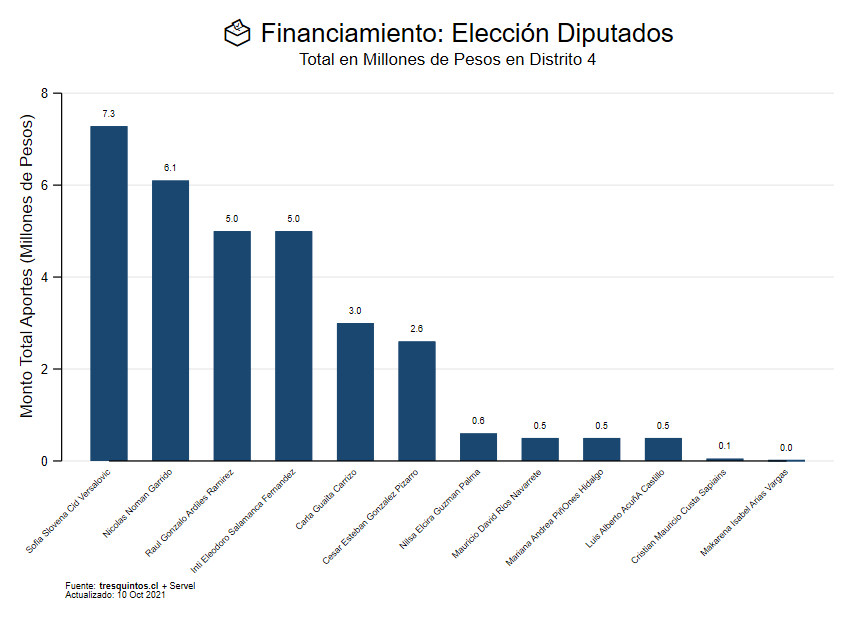 Financiamiento: Elección Diputados
Total en Millones de Pesos en Distrito 4
Monto Total Aportes (Millones de Pesos)
8
6
4
2
0
7.3
6.1
5.0
5.0
3.0
2.6
0.6
0.5
0.5
0.5
0.1
0.0
Sofia Slovena Cid Versalovic
Nicolas Noman Garrido
Raul Gonzalo Ardiles Ramirez
Inti Eleodoro Salamanca Fernandez
Carla Guaita Carrizo
Cesar Esteban Gonzalez Pizarro
Nilsa Elcira Guzman Palma
Mauricio David Rios Navarrete
Mariana Andrea PiñOnes Hidalgo
Luis Alberto AcuñA Castillo
Cristian Mauricio Custa Sapiains
Makarena Isabel Arias Vargas
Fuente: tresquintos.cl + Servel
Actualizado: 10 Oct 2021